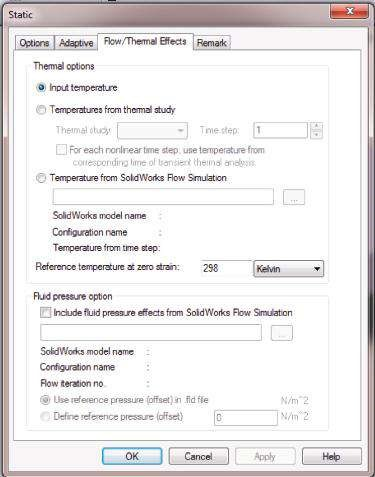 Static
Options Adaptive Flow/Thermal Effects Remark
Thermal options
Input temperature
Temperatures from thermal study
Thermal study: Time step: 1
For each nonlinear time step, use temperature from
corresponding time of transient thermal analysis.
Temperature from SolidWorks Flow Simulation
...
SolidWorks model name :
Configuration name :
Temperature from time step:
Reference temperature at zero strain: 298 Kelvin
Fluid pressure option
Include fluid pressure effects from SolidWorks Flow Simulation
...
SolidWorks model name :
Configuration name :
Flow iteration no. :
Use reference pressure (offset) in .fld file N/m^2
Define reference pressure (offset) 0 N/m^2
OK Cancel Apply Help